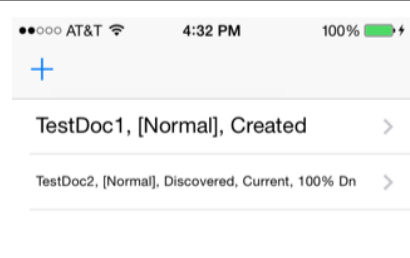 AT&T 4:32 PM 100%
+
TestDoc1, [Normal], Created
TestDoc2, [Normal], Discovered, Current, 100% Dn